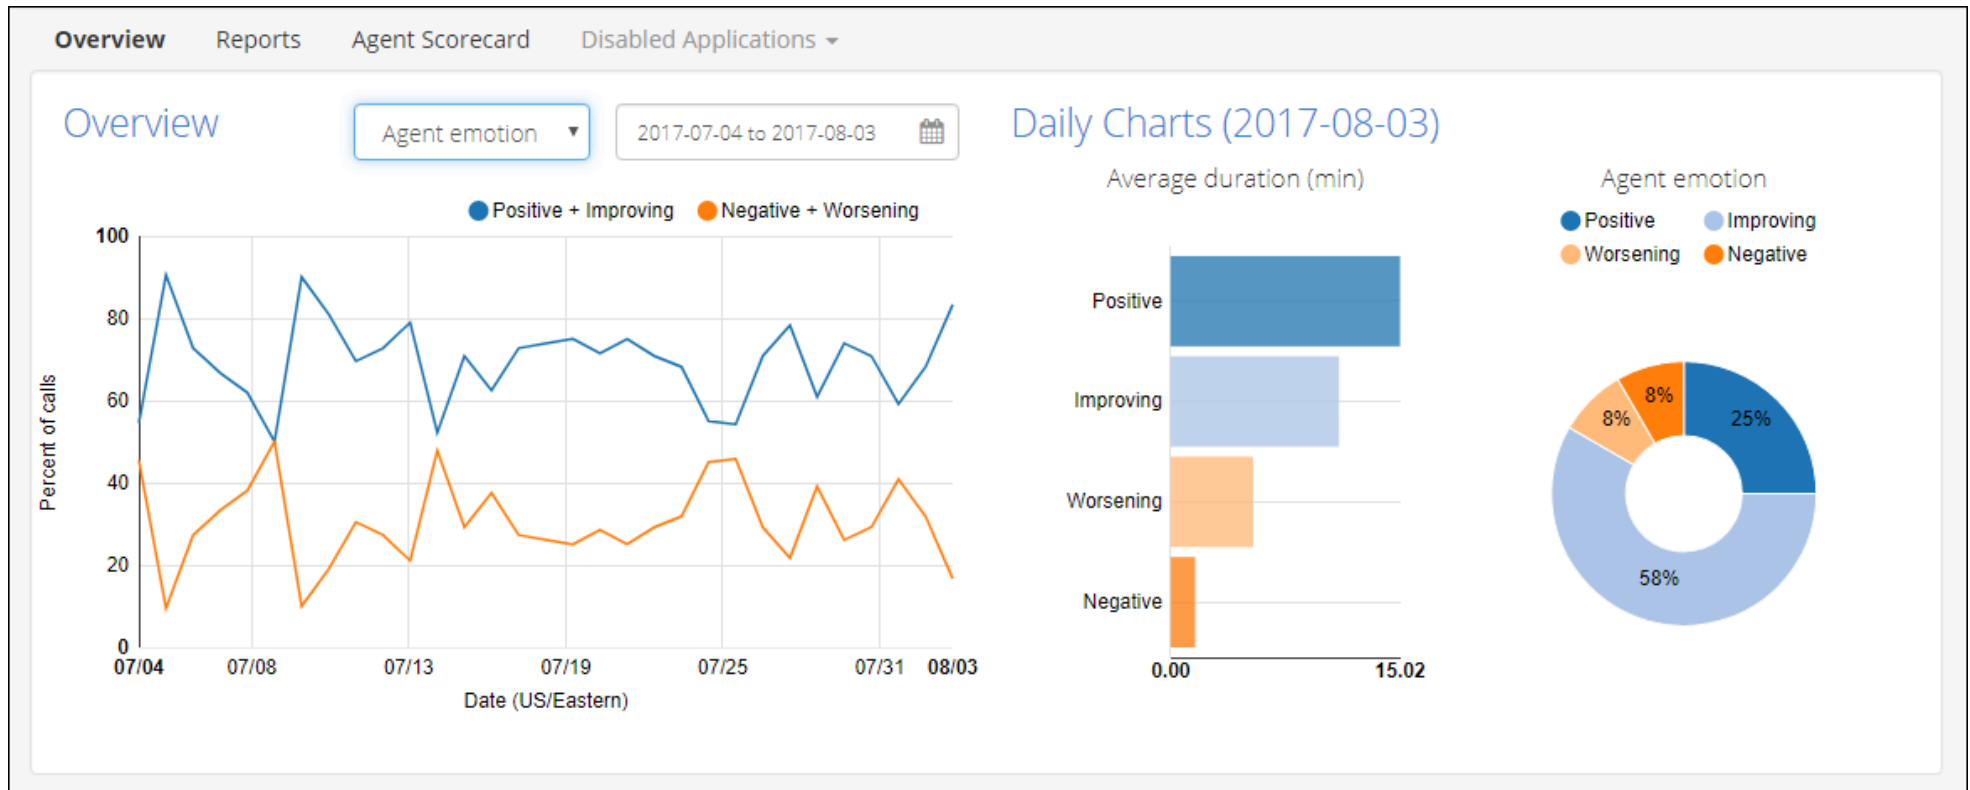 Overview Reports Agent Scorecard Disabled Applications
Overview
Agent emotion
2017-07-04 to 2017-08-03
Positive + Improving Negative + Worsening
100
80
60
40
20
0
Percent of calls
07/04 07/08 07/13 07/19 07/25 07/31 08/03
Date (US/Eastern)
Daily Charts (2017-08-03)
Average duration (min)
Positive
Improving
Worsening
Negative
0.00 15.02
Agent emotion
Positive Improving
Worsening Negative
8%
8%
25%
58%